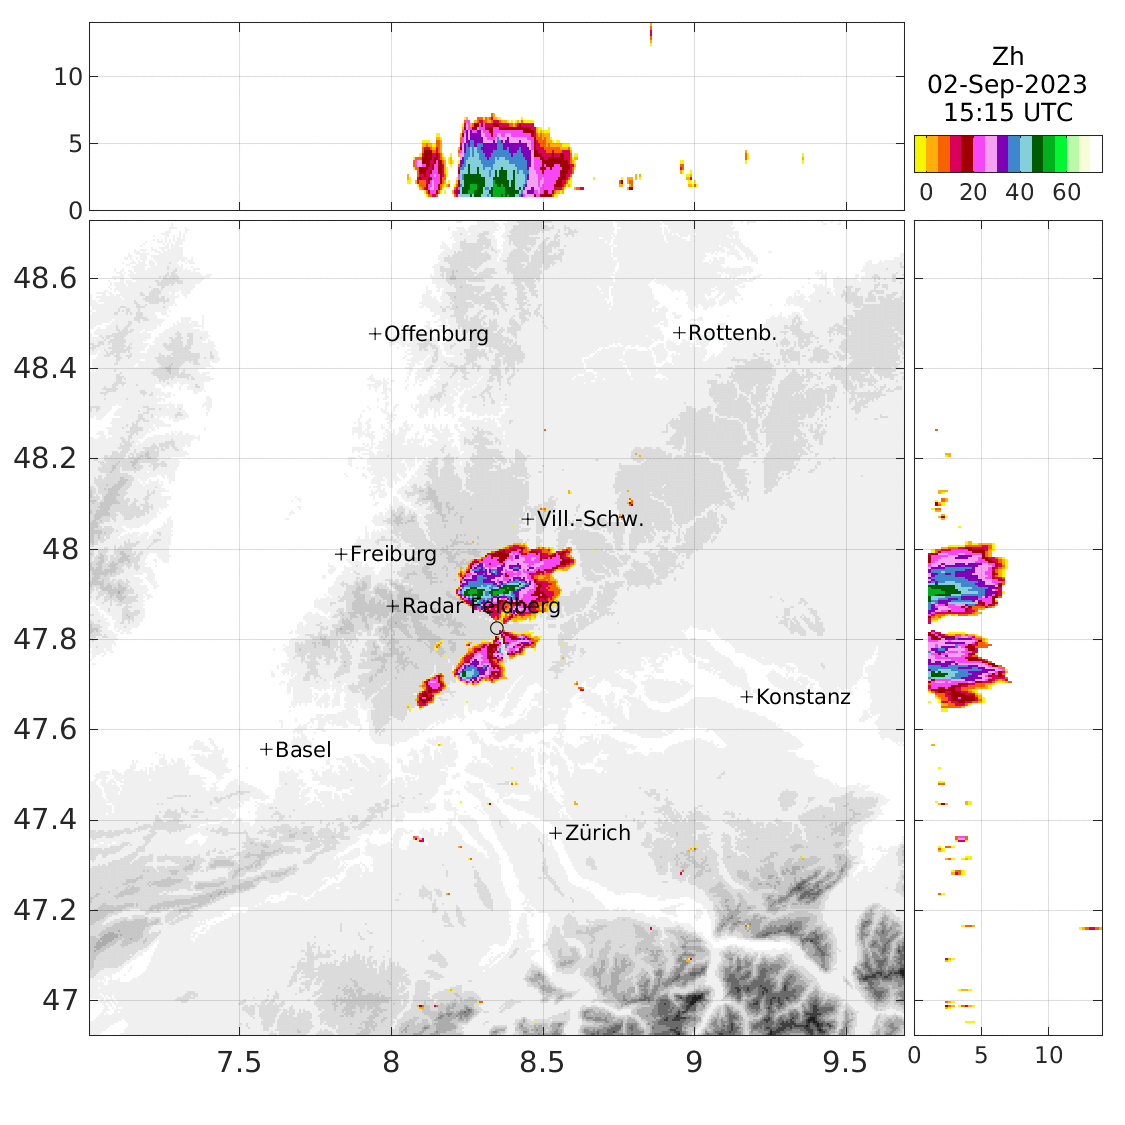 10
5
0
Zh
02-Sep-2023
15:15 UTC
0 20 40 60
48.6
48.4
48.2
48
47.8
47.6
47.4
47.2
47
Offenburg
Rottenb.
Vill.-Schw.
Freiburg
Radar Feldberg
Konstanz
Basel
Zürich
7.5 8 8.5 9 9.5
0 5 10